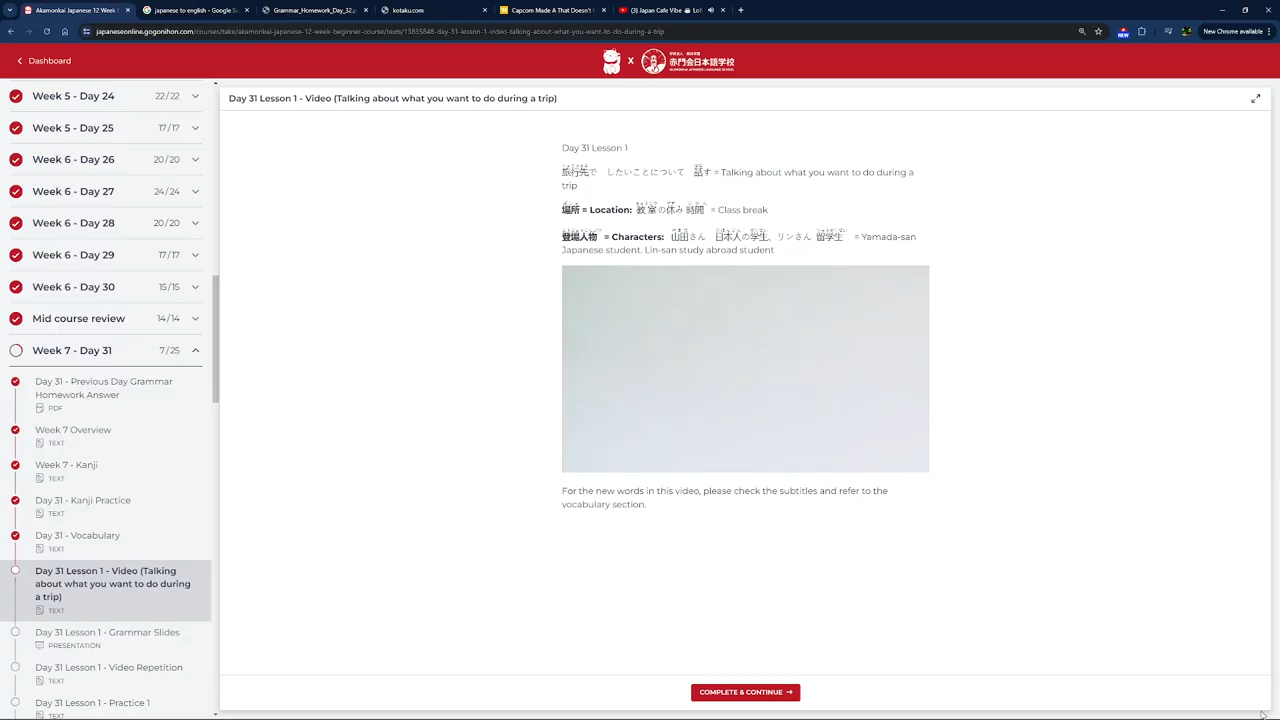 Akamonkai Japanese 12 Week
japanese to english - Google S
Grammar_Homework_Day_32.p
kotaku.com
Capcom Made A That Doesn't
(3) Japan Cafe Vibe
japaneseonline.gogonihon.com/courses/take/akamonkai-japanese-12-week-beginner-course/texts/13835848-day-31-lesson-1-video-talking-about-what-you-want-to-do-during-a-trip
NEW
New Chrome available
Dashboard
X
赤門会日本語学校
AKAMONKAI JAPANESE LANGUAGE SCHOOL
Week 5 - Day 24 22/22
Week 5 - Day 25 17/17
Week 6 - Day 26 20/20
Week 6 - Day 27 24/24
Week 6 - Day 28 20/20
Week 6 - Day 29 17/17
Week 6 - Day 30 15/15
Mid course review 14/14
Week 7 - Day 31 7/25
Day 31 - Previous Day Grammar
Homework Answer
PDF
Week 7 Overview
TEXT
Week 7 - Kanji
TEXT
Day 31 - Kanji Practice
TEXT
Day 31 - Vocabulary
TEXT
Day 31 Lesson 1 - Video (Talking
about what you want to do during
a trip)
TEXT
Day 31 Lesson 1 - Grammar Slides
PRESENTATION
Day 31 Lesson 1 - Video Repetition
TEXT
Day 31 Lesson 1 - Practice 1
TEXT
Day 31 Lesson 1 - Video (Talking about what you want to do during a trip)
Day 31 Lesson 1
旅行先で したいことについて 話す = Talking about what you want to do during a
trip
場所 = Location: 教室の休み時間 = Class break
登場人物 = Characters: 山田さん 日本人の学生、リンさん 留学生 = Yamada-san
Japanese student. Lin-san study abroad student
For the new words in this video, please check the subtitles and refer to the
vocabulary section.
COMPLETE & CONTINUE →